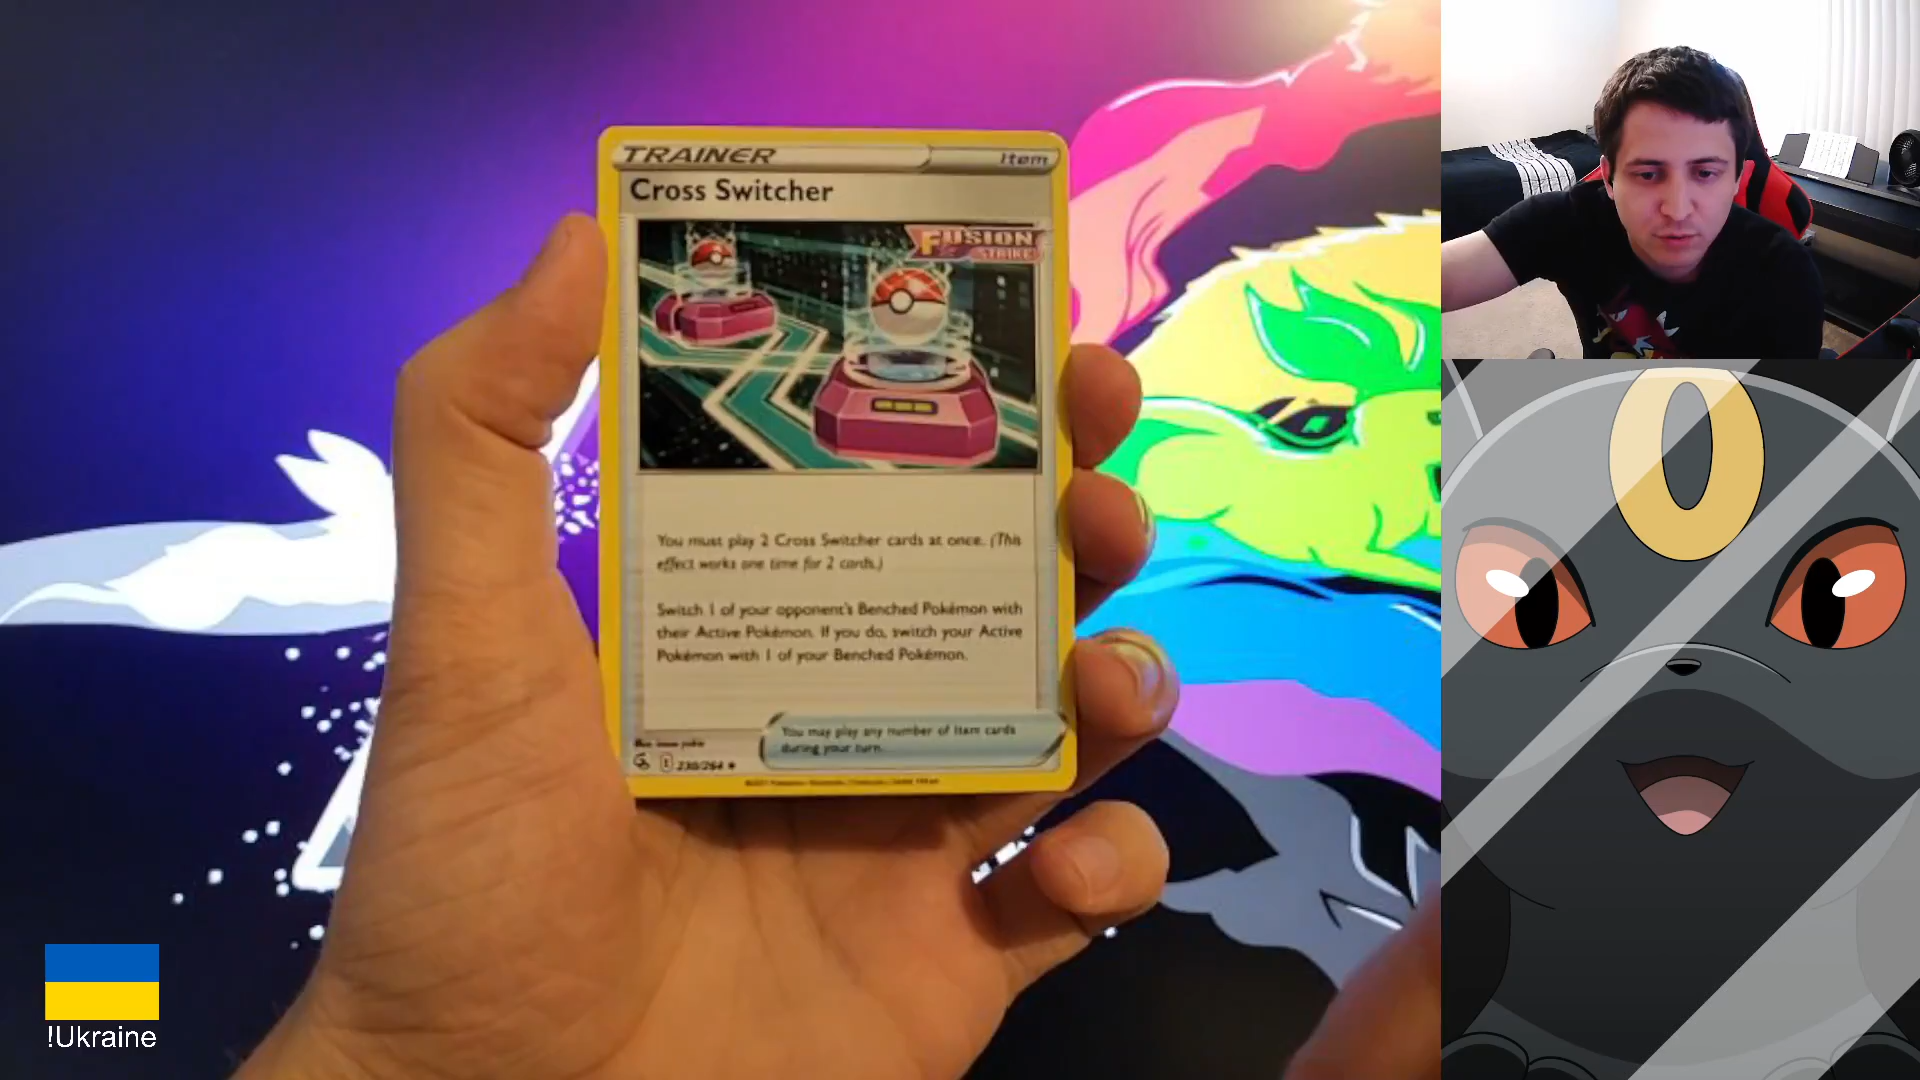 TRAINER
Item
Cross Switcher
FUSION
STRIKE
You must play 2 Cross Switcher cards at once. (This
effect works one time for 2 cards.)
Switch 1 of your opponent's Benched Pokémon with
their Active Pokémon. If you do, switch your Active
Pokémon with 1 of your Benched Pokémon.
You may play any number of Item cards
during your turn.
230/264
!Ukraine